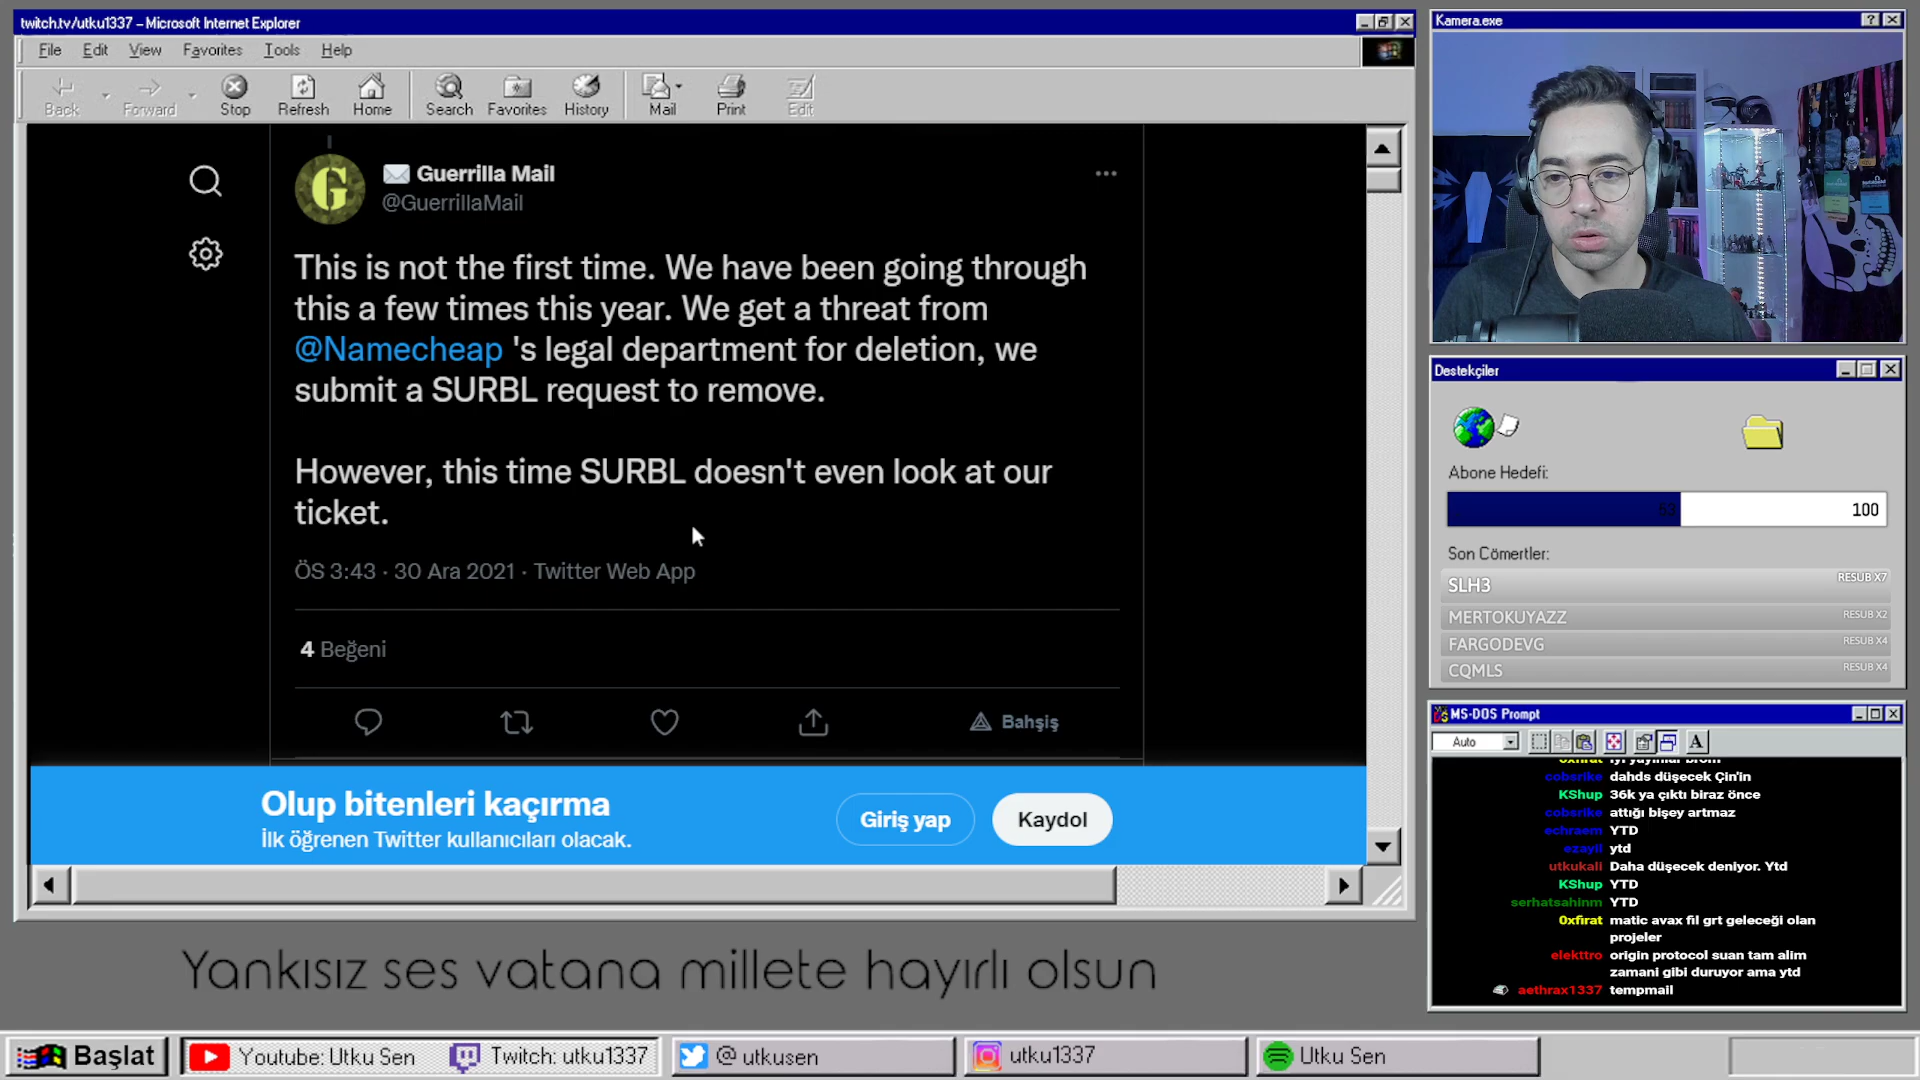 twitch.tv/utku1337 – Microsoft Internet Explorer
File Edit View Favorites Tools Help
Back Forward Stop Refresh Home Search Favorites History Mail Print Edit
Guerrilla Mail
@GuerrillaMail
This is not the first time. We have been going through
this a few times this year. We get a threat from
@Namecheap 's legal department for deletion, we
submit a SURBL request to remove.
However, this time SURBL doesn't even look at our
ticket.
ÖS 3:43 · 30 Ara 2021 · Twitter Web App
4 Beğeni
Bahşiş
Olup bitenleri kaçırma
İlk öğrenen Twitter kullanıcıları olacak.
Giriş yap
Kaydol
Yankısız ses vatana millete hayırlı olsun
Kamera.exe
Destekçiler
Abone Hedefi:
53 100
Son Cömertler:
SLH3 RESUB X7
MERTOKUYAZZ RESUB X2
FARGODEVG RESUB X4
CQMLS RESUB X4
MS-DOS Prompt
Auto
A
0xfirat iyi yayınlar brom
cobsrike dahds düşecek Çin'in
KShup 36k ya çıktı biraz önce
cobsrike attığı bişey artmaz
echraem YTD
ezayil ytd
utkukali Daha düşecek deniyor. Ytd
KShup YTD
serhatsahinm YTD
0xfirat matic avax fil grt geleceği olan
projeler
elekttro origin protocol suan tam alim
zamani gibi duruyor ama ytd
aethrax1337 tempmail
Başlat
Youtube: Utku Sen
Twitch: utku1337
@ utkusen
utku1337
Utku Sen